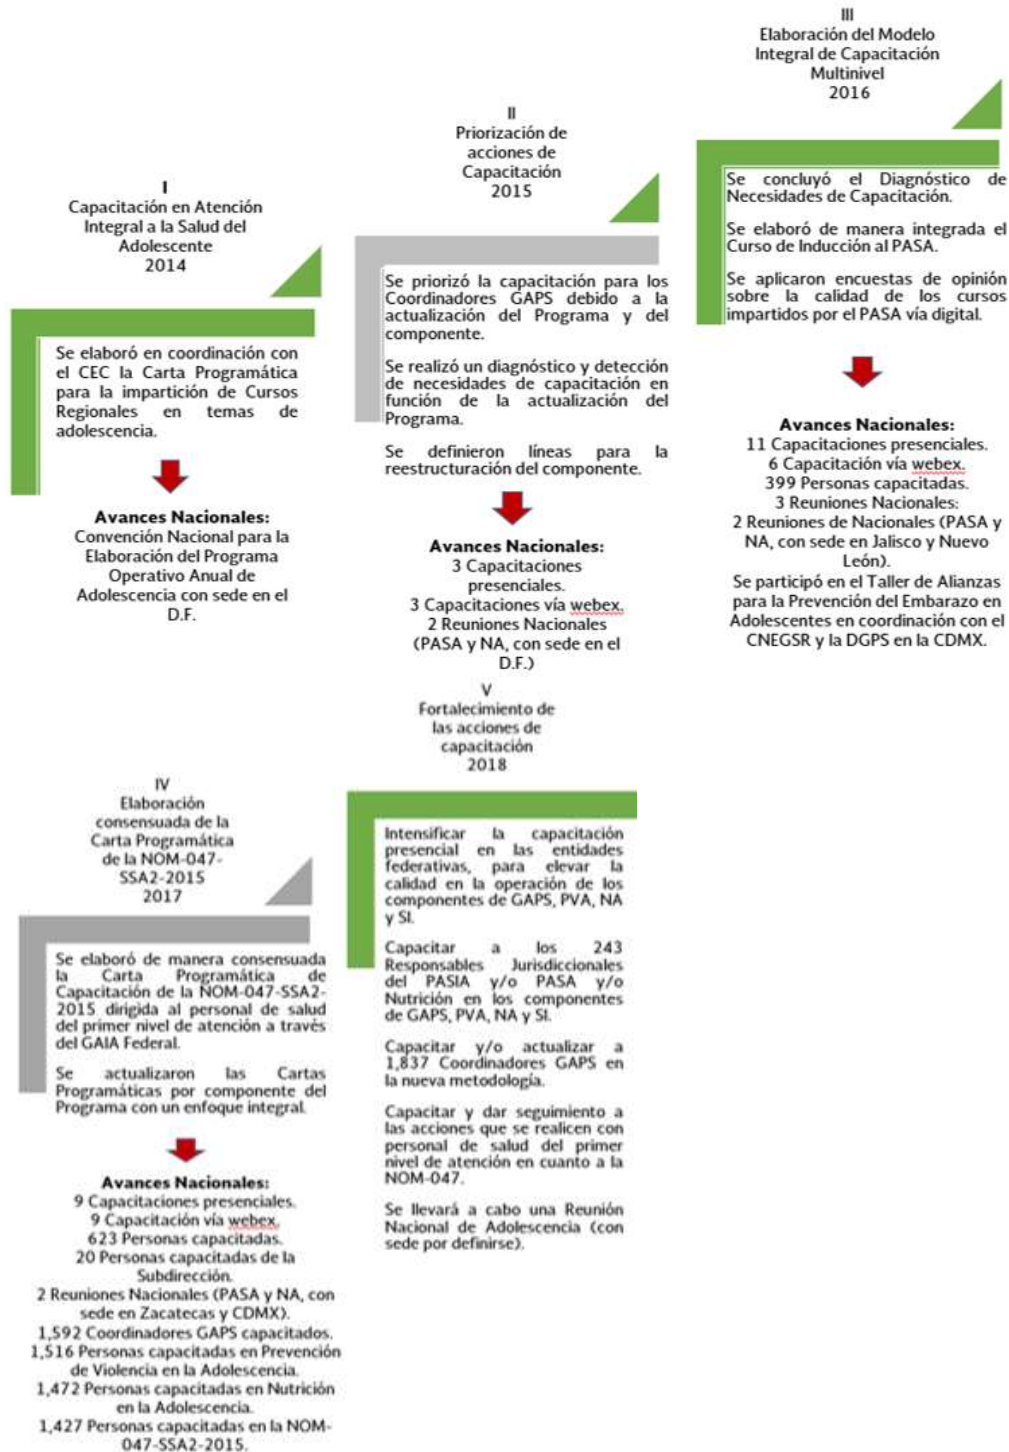 I
Capacitación en Atención
Integral a la Salud del
Adolescente
2014
Se elaboró en coordinación con
el CEC la Carta Programática
para la impartición de Cursos
Regionales en temas de
adolescencia.
Avances Nacionales:
Convención Nacional para la
Elaboración del Programa
Operativo Anual de
Adolescencia con sede en el
D.F.
II
Priorización de
acciones de
Capacitación
2015
Se priorizó la capacitación para los
Coordinadores GAPS debido a la
actualización del Programa y del
componente.
Se realizó un diagnóstico y detección
de necesidades de capacitación en
función de la actualización del
Programa.
Se definieron líneas para la
reestructuración del componente.
Avances Nacionales:
3 Capacitaciones
presenciales.
3 Capacitaciones vía webex.
2 Reuniones Nacionales
(PASA y NA, con sede en el
D.F.)
III
Elaboración del Modelo
Integral de Capacitación
Multinivel
2016
Se concluyó el Diagnóstico de
Necesidades de Capacitación.
Se elaboró de manera integrada el
Curso de Inducción al PASA.
Se aplicaron encuestas de opinión
sobre la calidad de los cursos
impartidos por el PASA vía digital.
Avances Nacionales:
11 Capacitaciones presenciales.
6 Capacitación vía webex.
399 Personas capacitadas.
3 Reuniones Nacionales:
2 Reuniones de Nacionales (PASA y
NA, con sede en Jalisco y Nuevo
León).
Se participó en el Taller de Alianzas
para la Prevención del Embarazo en
Adolescentes en coordinación con el
CNEGSR y la DGPS en la CDMX.
IV
Elaboración
consensuada de la
Carta Programática
de la NOM-047-
SSA2-2015
2017
Se elaboró de manera consensuada
la Carta Programática de
Capacitación de la NOM-047-SSA2-
2015 dirigida al personal de salud
del primer nivel de atención a través
del GAIA Federal.
Se actualizaron las Cartas
Programáticas por componente del
Programa con un enfoque integral.
Avances Nacionales:
9 Capacitaciones presenciales.
9 Capacitación vía webex.
623 Personas capacitadas.
20 Personas capacitadas de la
Subdirección.
2 Reuniones Nacionales (PASA y NA, con
sede en Zacatecas y CDMX).
1,592 Coordinadores GAPS capacitados.
1,516 Personas capacitadas en Prevención
de Violencia en la Adolescencia.
1,472 Personas capacitadas en Nutrición
en la Adolescencia.
1,427 Personas capacitadas en la NOM-
047-SSA2-2015.
V
Fortalecimiento de
las acciones de
capacitación
2018
Intensificar la capacitación
presencial en las entidades
federativas, para elevar la
calidad en la operación de los
componentes de GAPS, PVA, NA
y SI.
Capacitar a los 243
Responsables Jurisdiccionales
del PASIA y/o PASA y/o
Nutrición en los componentes
de GAPS, PVA, NA y SI.
Capacitar y/o actualizar a
1,837 Coordinadores GAPS en
la nueva metodología.
Capacitar y dar seguimiento a
las acciones que se realicen con
personal de salud del primer
nivel de atención en cuanto a la
NOM-047.
Se llevará a cabo una Reunión
Nacional de Adolescencia (con
sede por definirse).